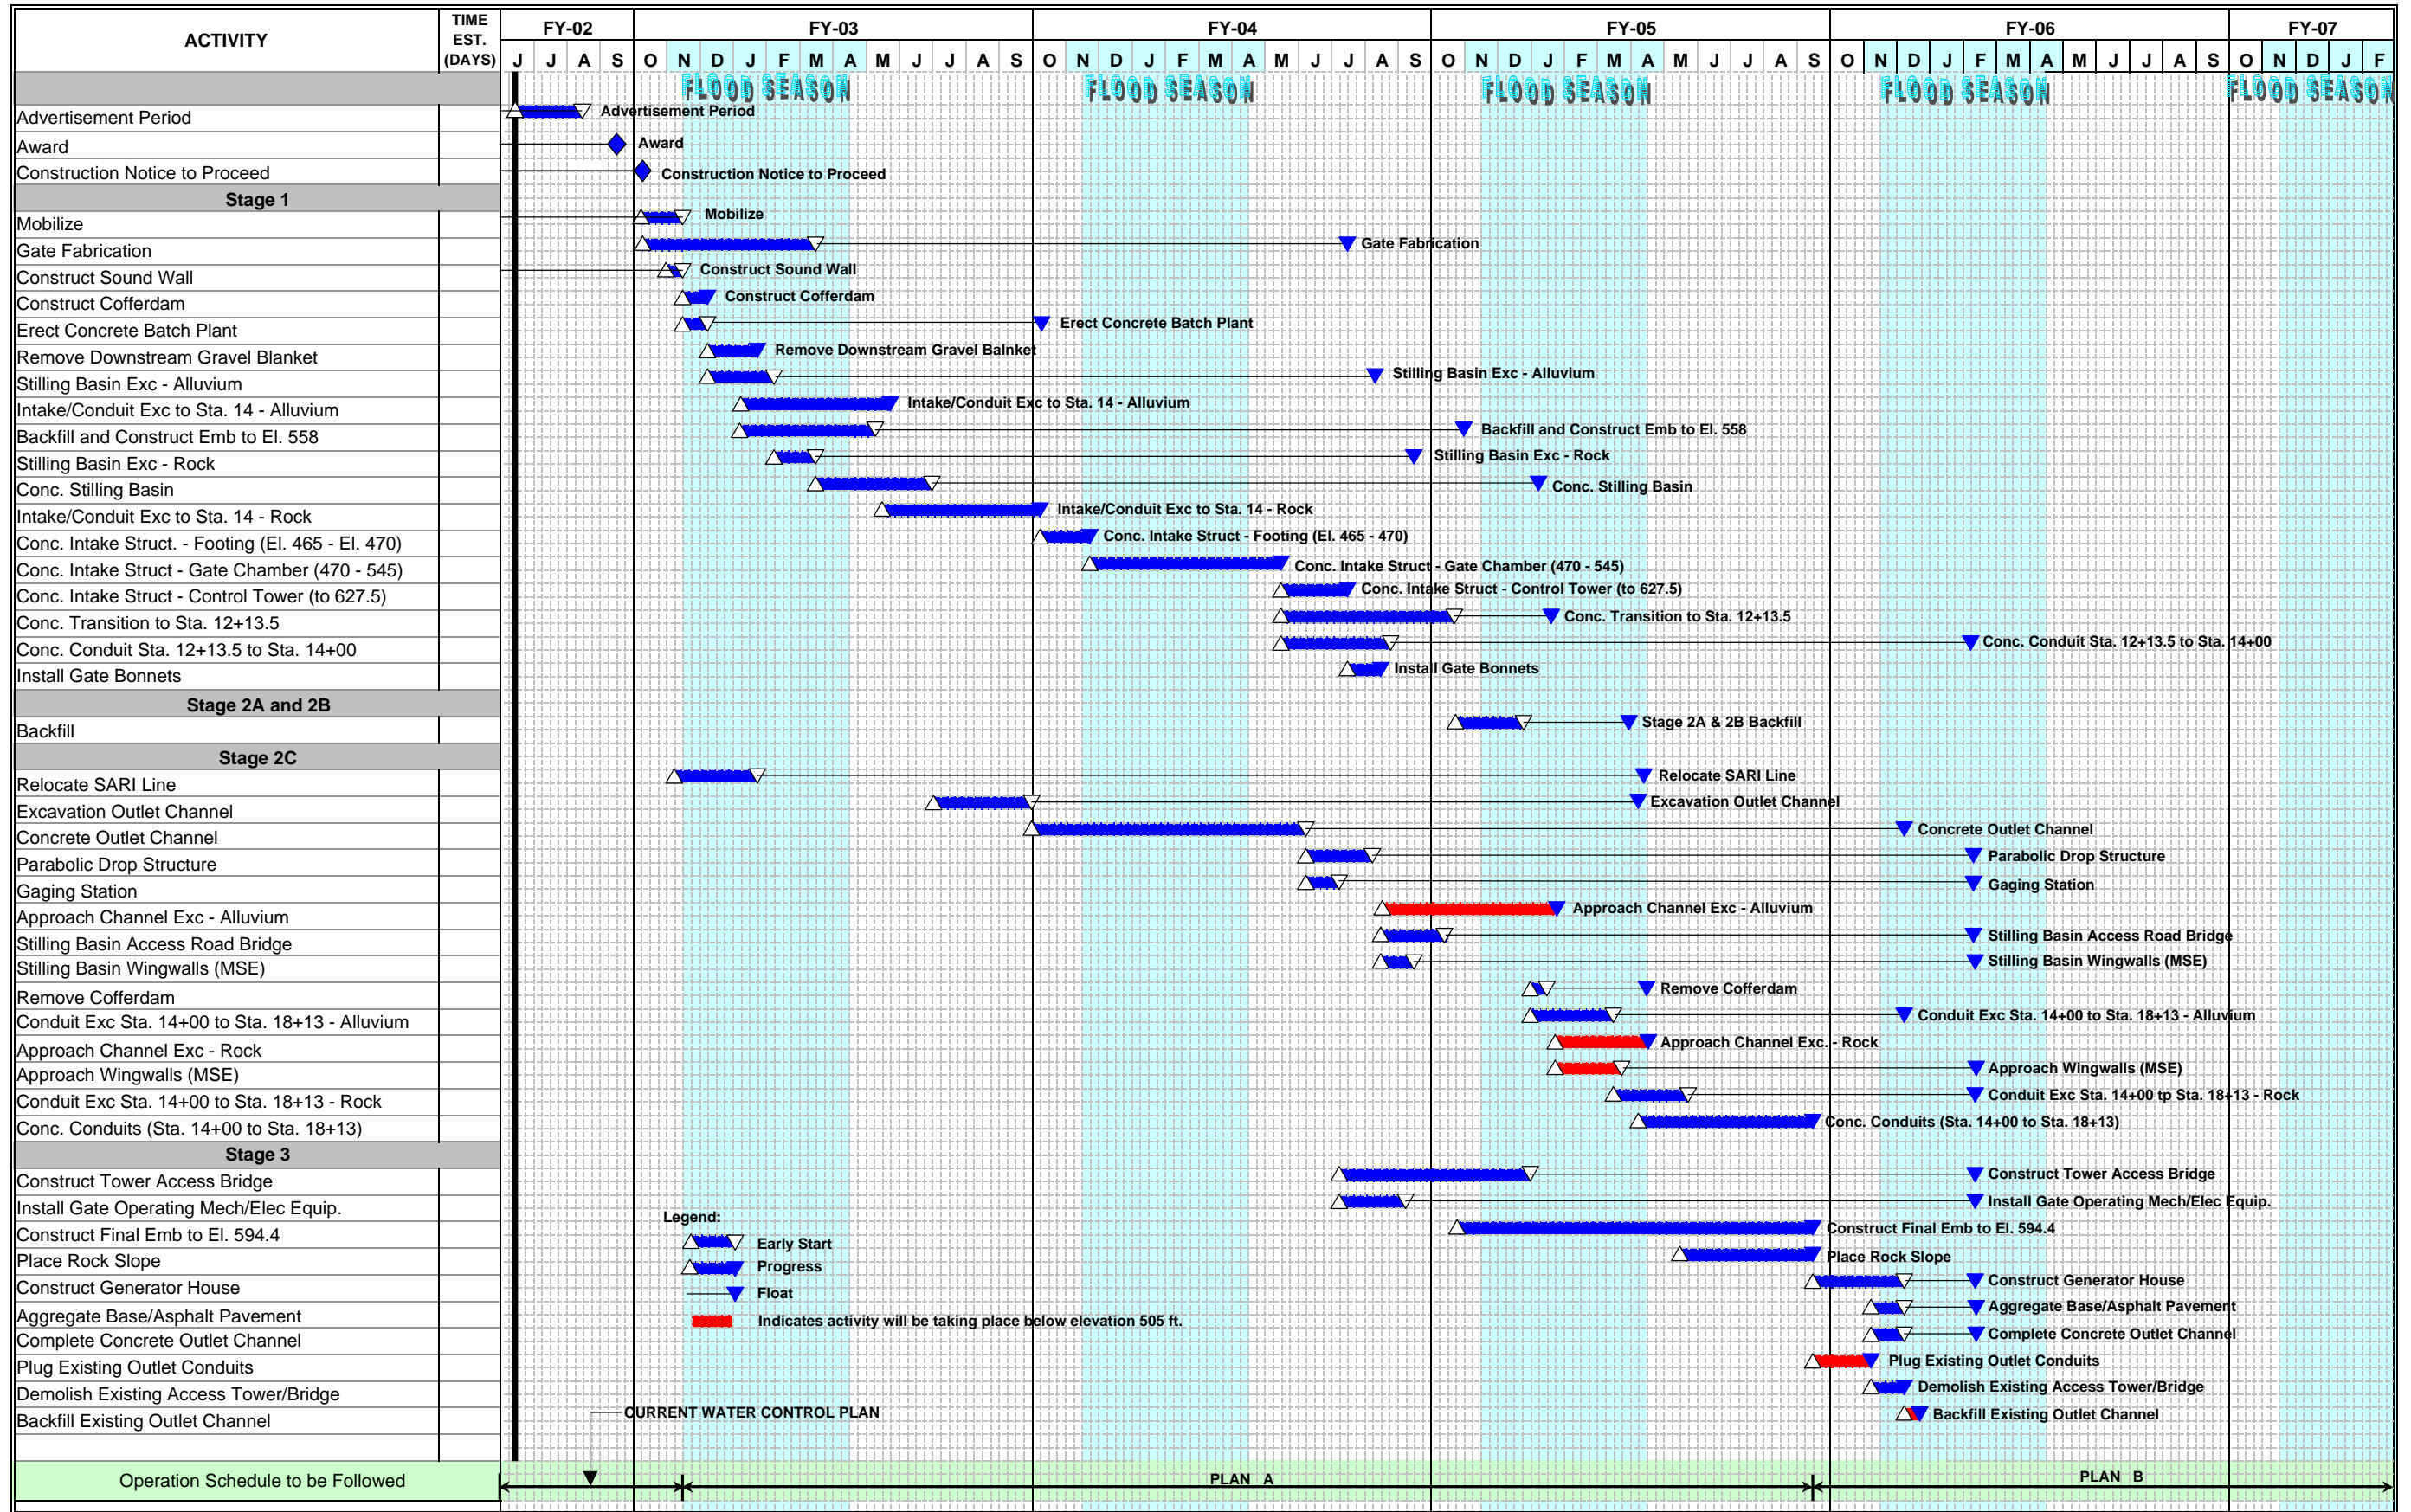 ACTIVITY
TIME
EST.
(DAYS)
FY-02 FY-03 FY-04 FY-05 FY-06 FY-07
J J A S O N D J F M A M J J A S O N D J F M A M J J A S O N D J F M A M J J A S O N D J F M A M J J A S O N D J F
FLOOD SEASON FLOOD SEASON FLOOD SEASON FLOOD SEASON FLOOD SEASON
Advertisement Period Advertisement Period
Award Award
Construction Notice to Proceed Construction Notice to Proceed
Stage 1
Mobilize Mobilize
Gate Fabrication Gate Fabrication
Construct Sound Wall Construct Sound Wall
Construct Cofferdam Construct Cofferdam
Erect Concrete Batch Plant Erect Concrete Batch Plant
Remove Downstream Gravel Blanket Remove Downstream Gravel Balnket
Stilling Basin Exc - Alluvium Stilling Basin Exc - Alluvium
Intake/Conduit Exc to Sta. 14 - Alluvium Intake/Conduit Exc to Sta. 14 - Alluvium
Backfill and Construct Emb to El. 558 Backfill and Construct Emb to El. 558
Stilling Basin Exc - Rock Stilling Basin Exc - Rock
Conc. Stilling Basin Conc. Stilling Basin
Intake/Conduit Exc to Sta. 14 - Rock Intake/Conduit Exc to Sta. 14 - Rock
Conc. Intake Struct. - Footing (El. 465 - El. 470) Conc. Intake Struct - Footing (El. 465 - 470)
Conc. Intake Struct - Gate Chamber (470 - 545) Conc. Intake Struct - Gate Chamber (470 - 545)
Conc. Intake Struct - Control Tower (to 627.5) Conc. Intake Struct - Control Tower (to 627.5)
Conc. Transition to Sta. 12+13.5 Conc. Transition to Sta. 12+13.5
Conc. Conduit Sta. 12+13.5 to Sta. 14+00 Conc. Conduit Sta. 12+13.5 to Sta. 14+00
Install Gate Bonnets Install Gate Bonnets
Stage 2A and 2B
Backfill Stage 2A & 2B Backfill
Stage 2C
Relocate SARI Line Relocate SARI Line
Excavation Outlet Channel Excavation Outlet Channel
Concrete Outlet Channel Concrete Outlet Channel
Parabolic Drop Structure Parabolic Drop Structure
Gaging Station Gaging Station
Approach Channel Exc - Alluvium Approach Channel Exc - Alluvium
Stilling Basin Access Road Bridge Stilling Basin Access Road Bridge
Stilling Basin Wingwalls (MSE) Stilling Basin Wingwalls (MSE)
Remove Cofferdam Remove Cofferdam
Conduit Exc Sta. 14+00 to Sta. 18+13 - Alluvium Conduit Exc Sta. 14+00 to Sta. 18+13 - Alluvium
Approach Channel Exc - Rock Approach Channel Exc. - Rock
Approach Wingwalls (MSE) Approach Wingwalls (MSE)
Conduit Exc Sta. 14+00 to Sta. 18+13 - Rock Conduit Exc Sta. 14+00 tp Sta. 18+13 - Rock
Conc. Conduits (Sta. 14+00 to Sta. 18+13) Conc. Conduits (Sta. 14+00 to Sta. 18+13)
Stage 3
Construct Tower Access Bridge Construct Tower Access Bridge
Install Gate Operating Mech/Elec Equip. Install Gate Operating Mech/Elec Equip.
Legend:
Construct Final Emb to El. 594.4 Early Start Construct Final Emb to El. 594.4
Place Rock Slope Progress Place Rock Slope
Construct Generator House Float Construct Generator House
Aggregate Base/Asphalt Pavement Indicates activity will be taking place below elevation 505 ft. Aggregate Base/Asphalt Pavement
Complete Concrete Outlet Channel Complete Concrete Outlet Channel
Plug Existing Outlet Conduits Plug Existing Outlet Conduits
Demolish Existing Access Tower/Bridge Demolish Existing Access Tower/Bridge
Backfill Existing Outlet Channel CURRENT WATER CONTROL PLAN Backfill Existing Outlet Channel
Operation Schedule to be Followed PLAN A PLAN B